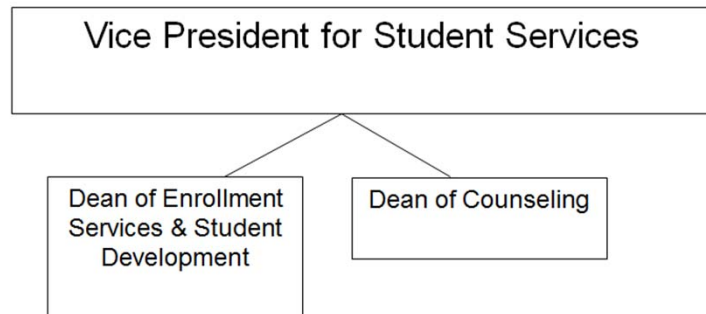 Vice President for Student Services
Dean of Enrollment
Services & Student
Development
Dean of Counseling